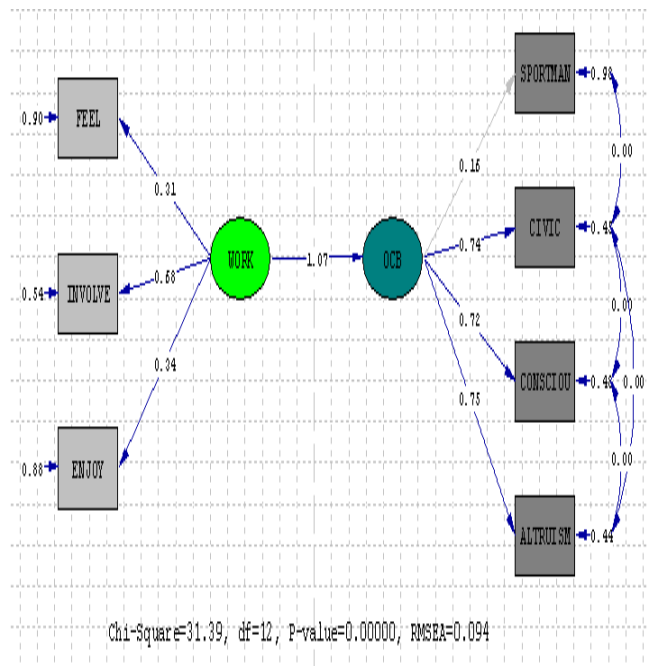 SPORTMAN
0.98
0.90
FEEL
0.00
0.31
0.16
CIVIC
0.74
WORK
1.07
OCB
0.68
0.54
INVOLVE
0.00
0.72
0.34
CONSCIOU
0.48
0.00
0.75
0.00
0.88
ENJOY
ALTRUISM
0.44
Chi-Square=31.39, df=12, P-value=0.00000, RMSEA=0.094